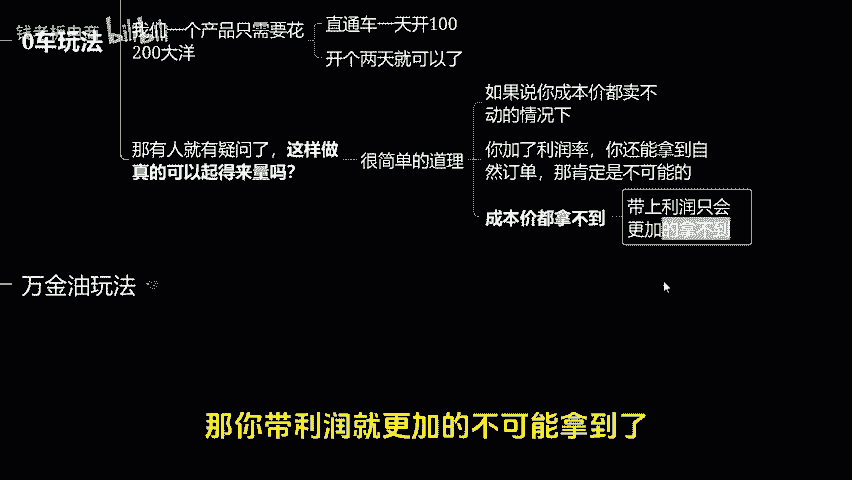 钱老板电商 bilibili
0车玩法
我们一个产品只需要花
200大洋
直通车一天开100
开个两天就可以了
那有人就有疑问了，这样做
真的可以起得来量吗？
很简单的道理
如果说你成本价都卖不
动的情况下
你加了利润率，你还能拿到自
然订单，那肯定是不可能的
成本价都拿不到
带上利润只会
更加的拿不到
万金油玩法
那你带利润就更加的不可能拿到了